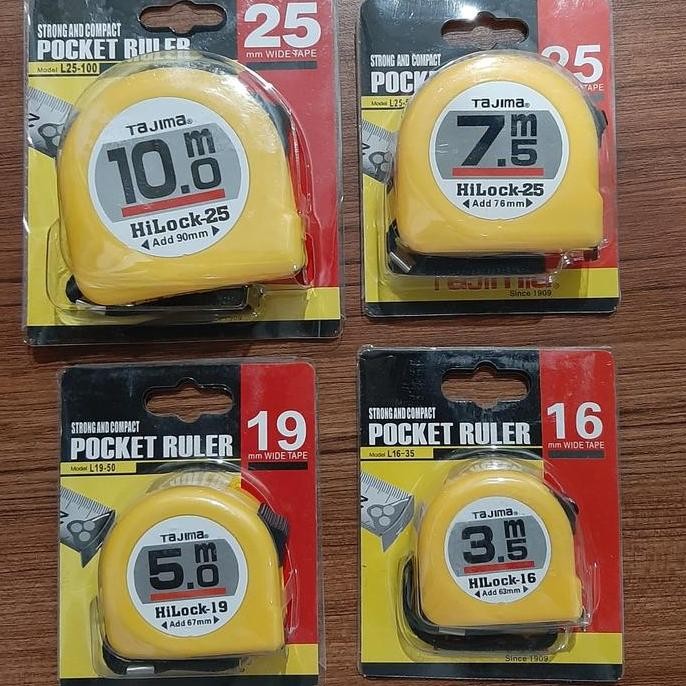 STRONG AND COMPACT
POCKET RULER
Model L25-100
25
mm WIDE TAPE
TAJIMA®
10.0 m
HiLock-25
◀Add 90mm▶
STRONG AND COMPACT
25
Model L25-
TAJIMA®
7.5 m
HiLock-25
◀Add 76mm▶
Tajimia®
Since 1909
STRONG AND COMPACT
POCKET RULER
Model L19-50
19
mm WIDE TAPE
TAJIMA®
5.0 m
HiLock-19
◀Add 67mm▶
STRONG AND COMPACT
POCKET RULER
Model L16-35
16
mm WIDE TAPE
TAJIMA®
3.5 m
HILock-16
◀Add 63mm▶
Since 1909